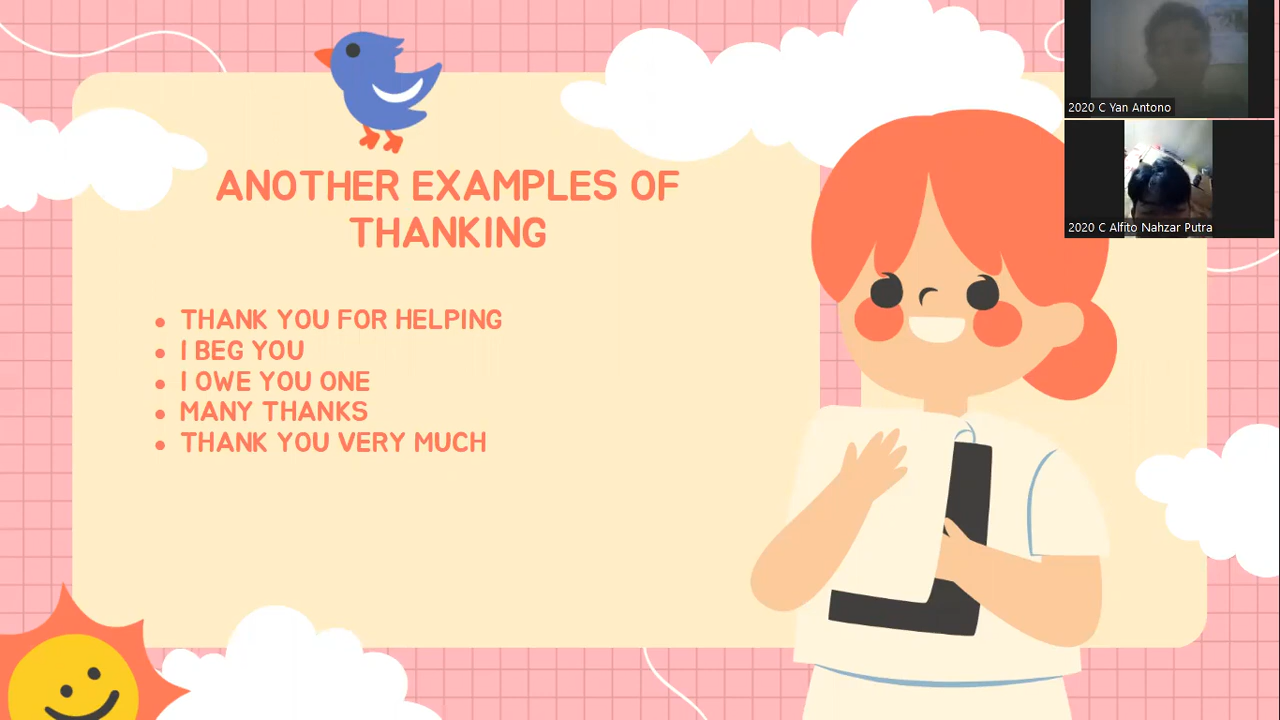 ANOTHER EXAMPLES OF
THANKING
THANK YOU FOR HELPING
I BEG YOU
I OWE YOU ONE
MANY THANKS
THANK YOU VERY MUCH
2020 C Yan Antono
2020 C Alfito Nahzar Putra